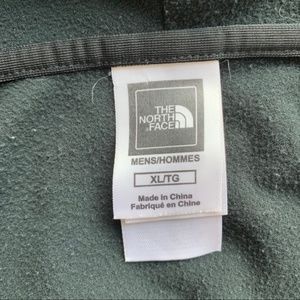 THE
NORTH
FACE
MENS/HOMMES
XL/TG
Made in China
Fabriqué en Chine